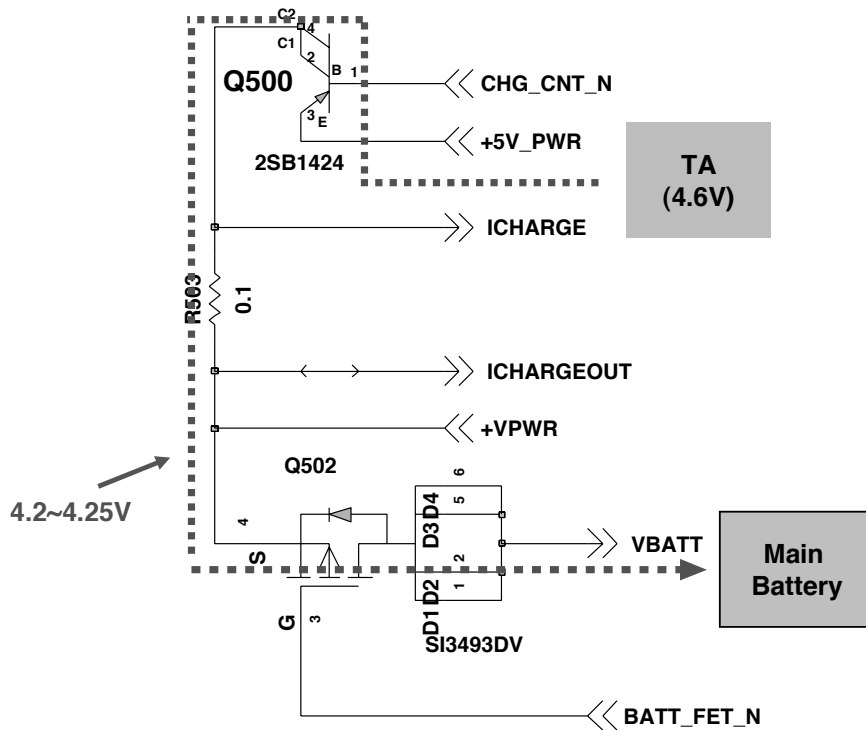 C2
4
C1
2
B 1
Q500
CHG_CNT_N
3
E
+5V_PWR
2SB1424
TA
(4.6V)
ICHARGE
R503
0.1
ICHARGEOUT
+VPWR
Q502
6
4.2~4.25V
4
5
D3 D4
S
2
VBATT
Main
Battery
D1 D2
1
G
3
SI3493DV
BATT_FET_N